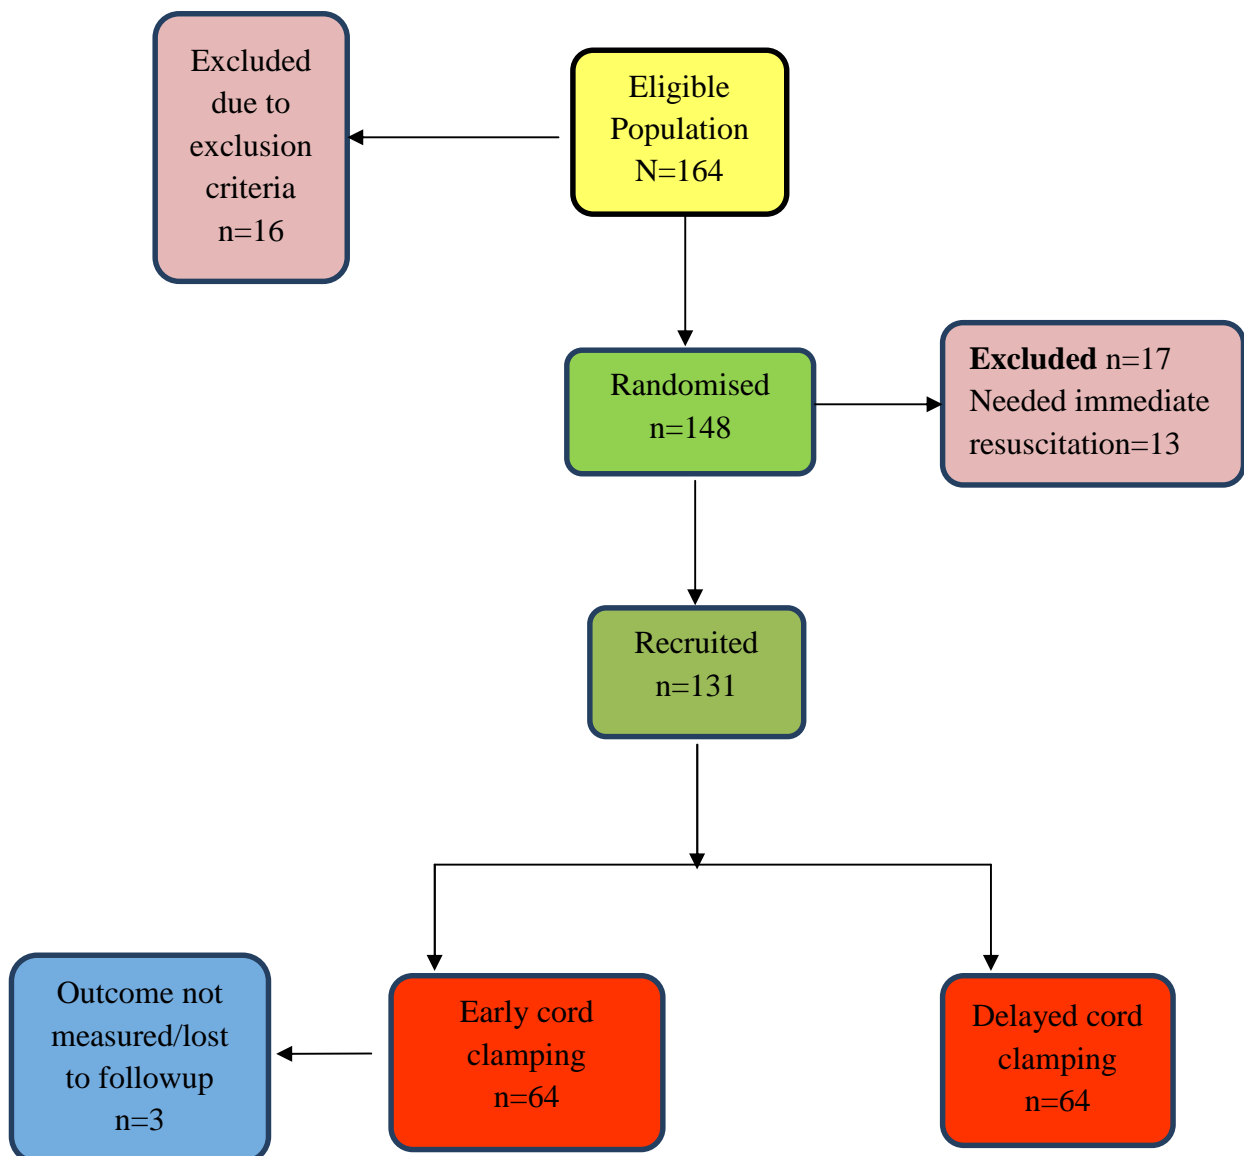 Excluded
due to
exclusion
criteria
n=16
Eligible
Population
N=164
Randomised
n=148
Excluded n=17
Needed immediate
resuscitation=13
Recruited
n=131
Outcome not
measured/lost
to followup
n=3
Early cord
clamping
n=64
Delayed cord
clamping
n=64